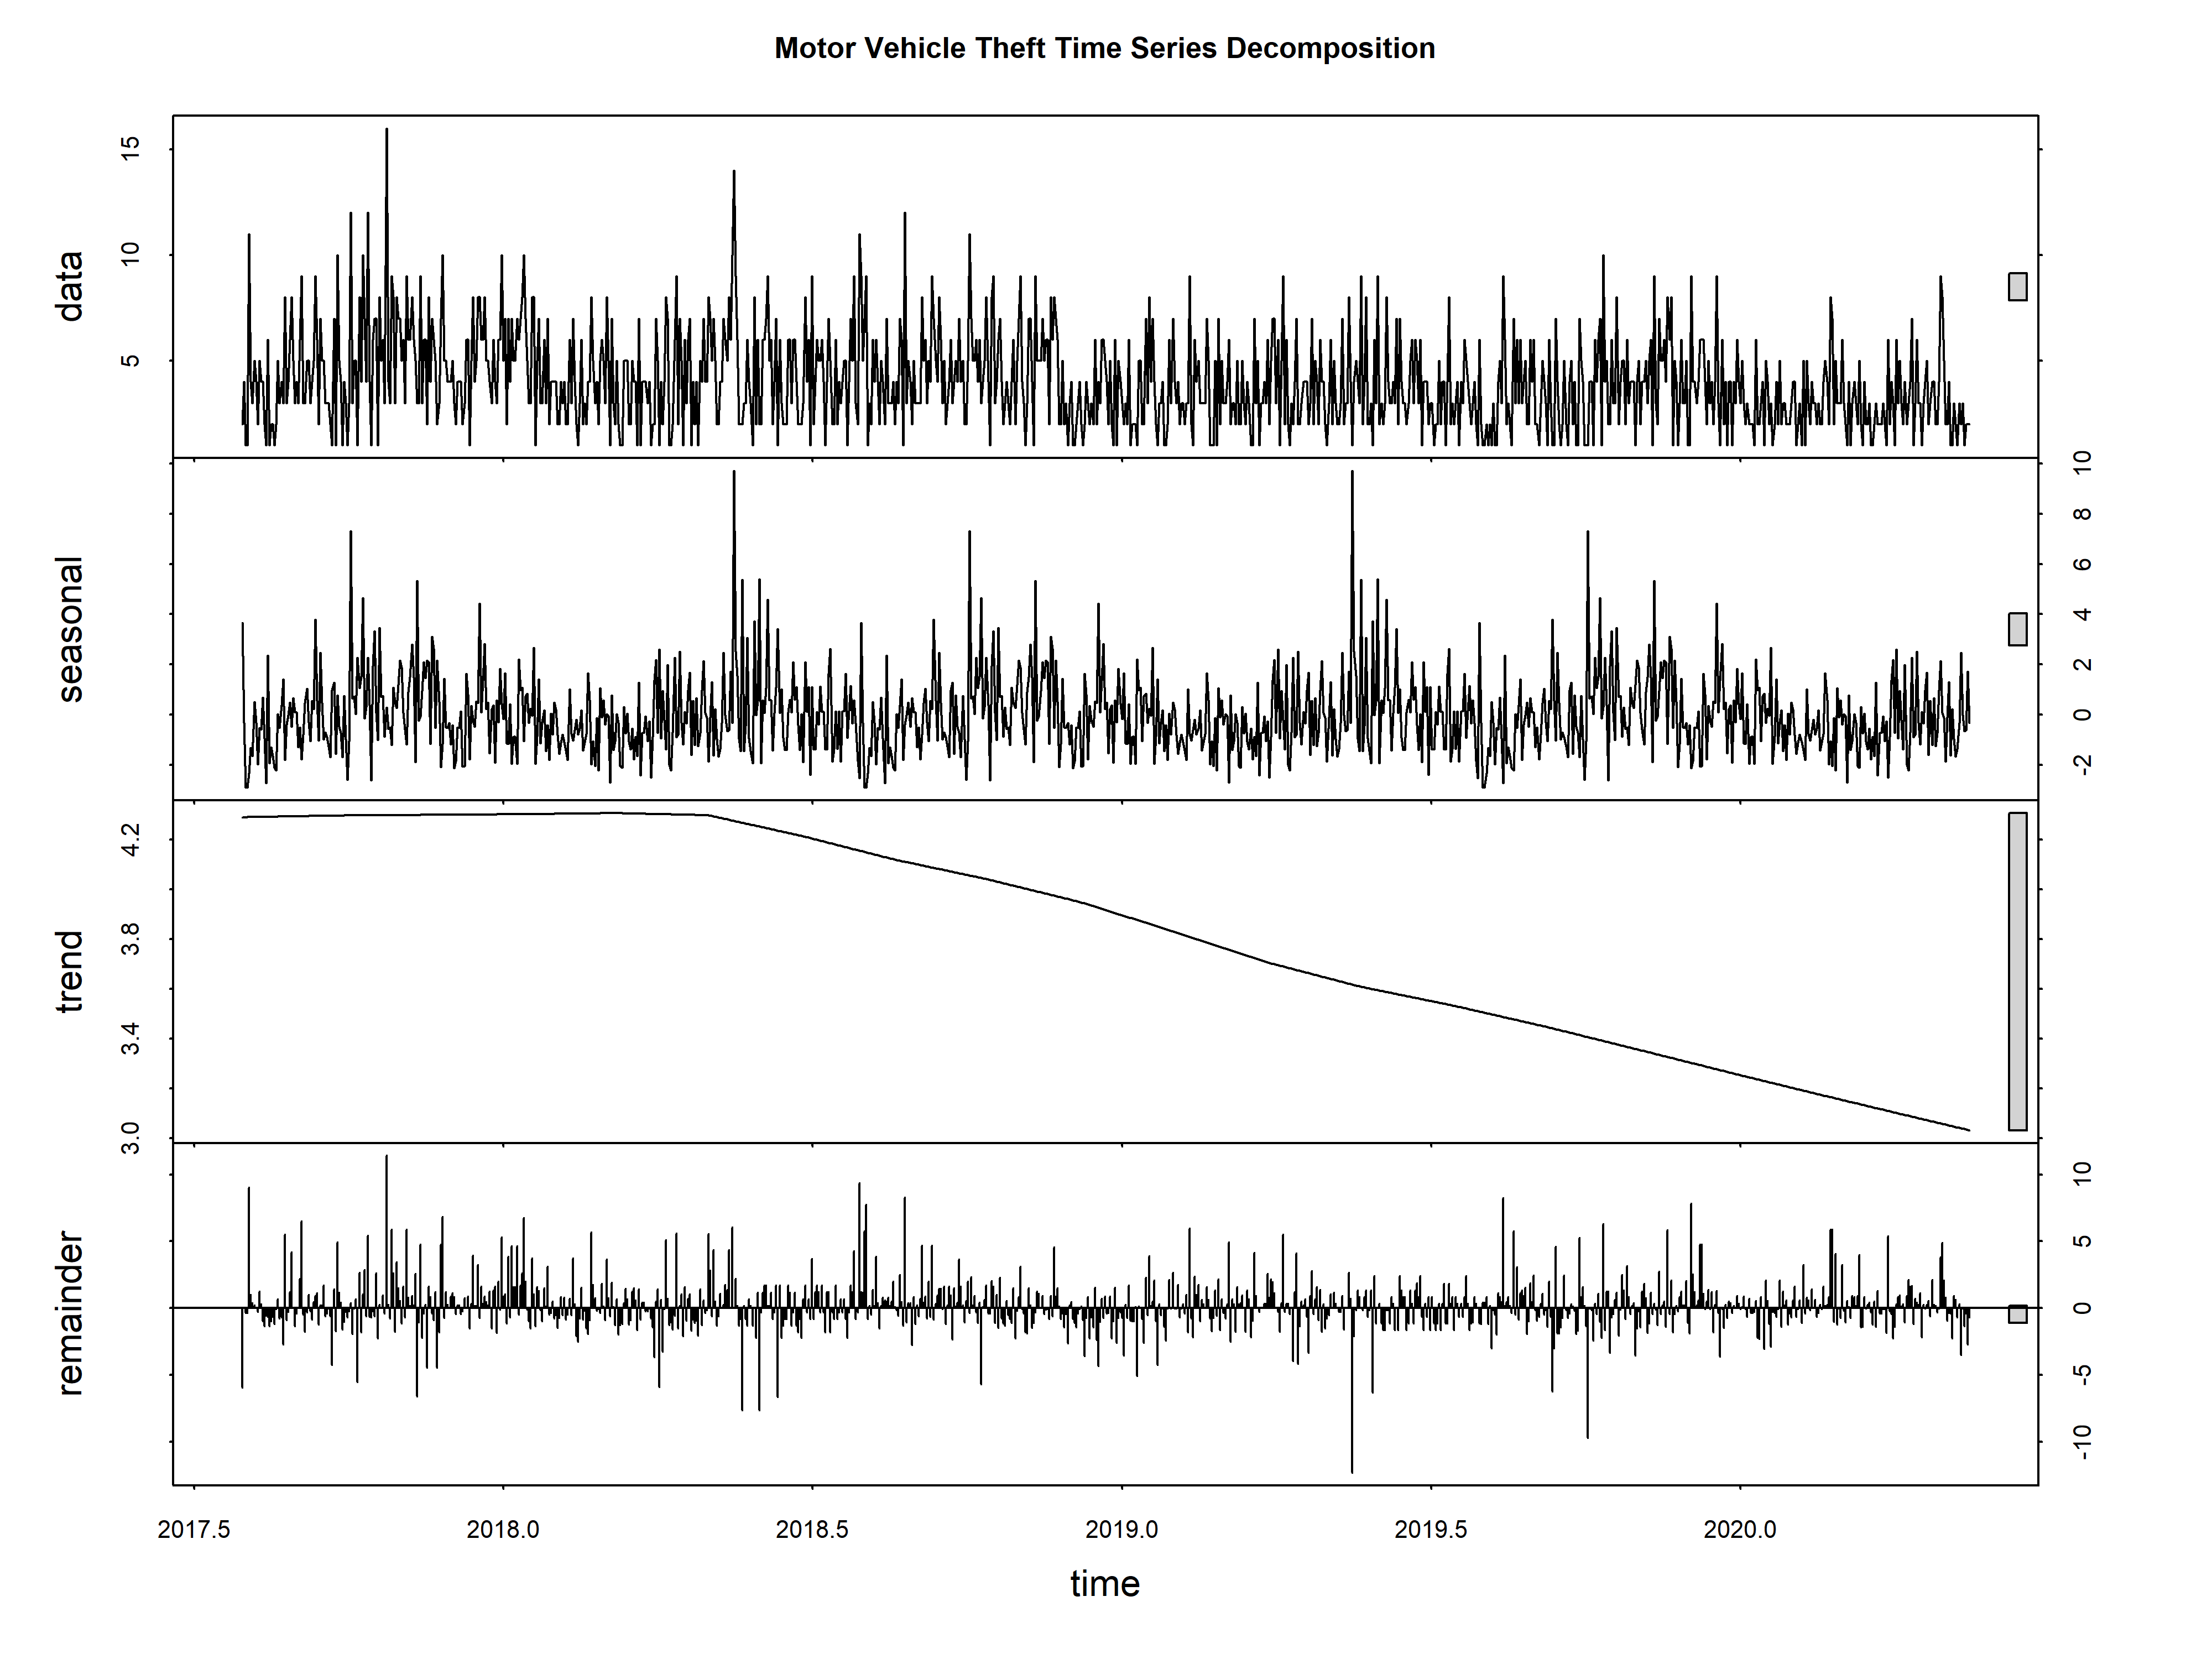 Motor Vehicle Theft Time Series Decomposition
data
5 10 15
seasonal
-2 0 2 4 6 8 10
trend
3.0 3.4 3.8 4.2
remainder
-10 -5 0 5 10
2017.5 2018.0 2018.5 2019.0 2019.5 2020.0
time